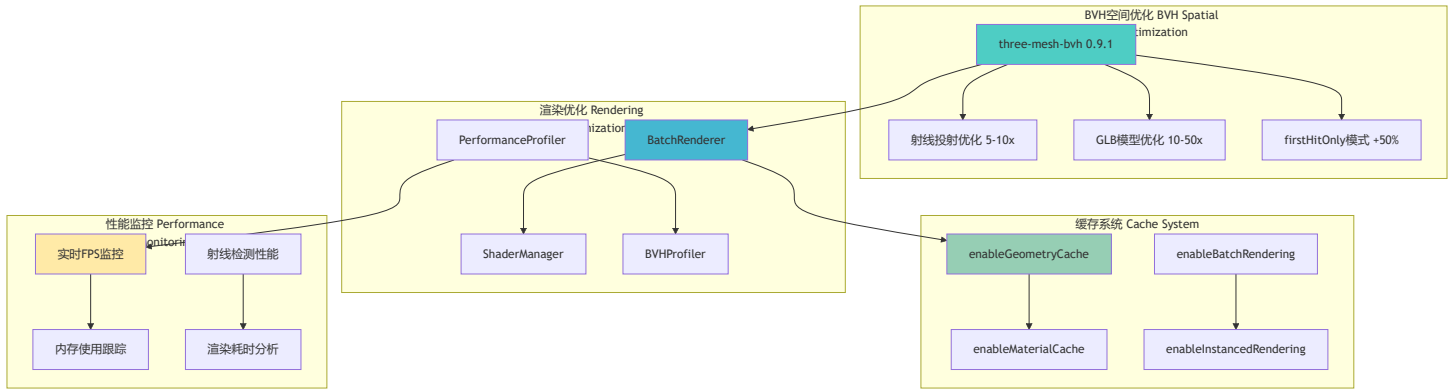 BVH空间优化 BVH Spatial
timization
three-mesh-bvh 0.9.1
射线投射优化 5-10x
GLB模型优化 10-50x
firstHitOnly模式 +50%
渲染优化 Rendering
nization
PerformanceProfiler
BatchRenderer
ShaderManager
BVHProfiler
性能监控 Performance
onitorin
实时FPS监控
射线检测性能
内存使用跟踪
渲染耗时分析
缓存系统 Cache System
enableGeometryCache
enableBatchRendering
enableMaterialCache
enableInstancedRendering